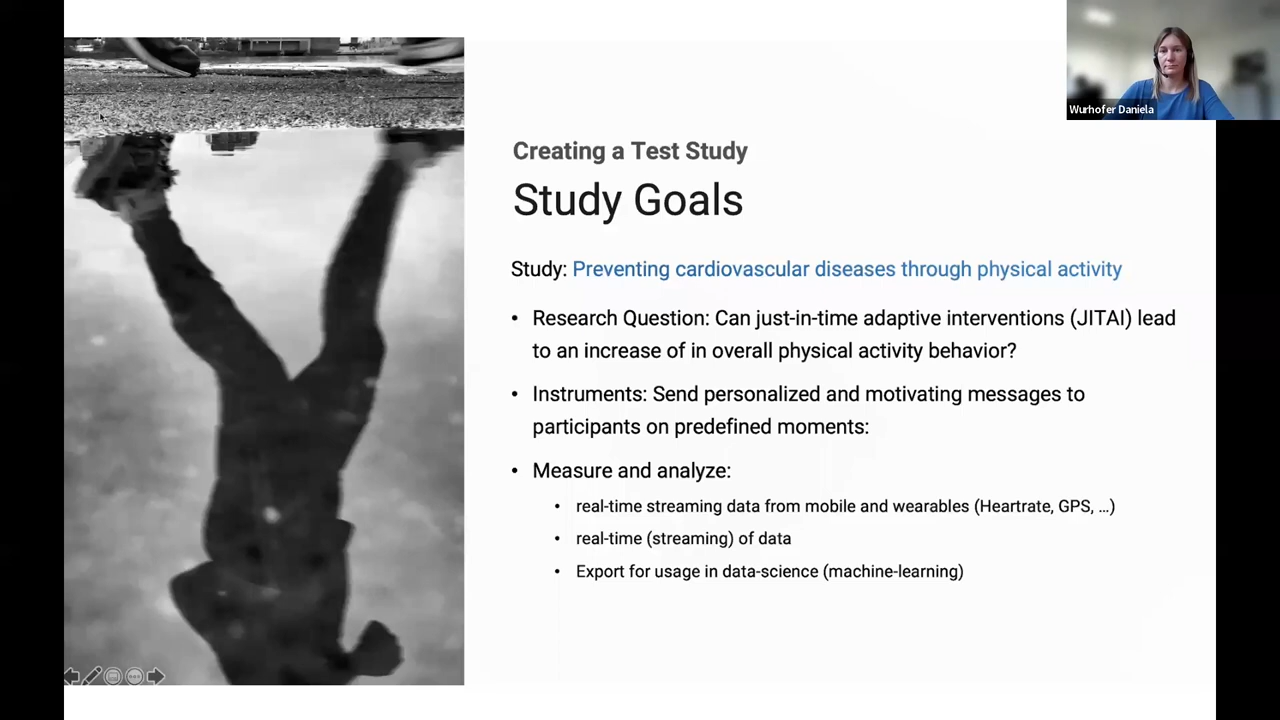 Wurhofer Daniela
Creating a Test Study
Study Goals
Study: Preventing cardiovascular diseases through physical activity
• Research Question: Can just-in-time adaptive interventions (JITAI) lead
to an increase of in overall physical activity behavior?
• Instruments: Send personalized and motivating messages to
participants on predefined moments:
• Measure and analyze:
• real-time streaming data from mobile and wearables (Heartrate, GPS, ...)
• real-time (streaming) of data
• Export for usage in data-science (machine-learning)